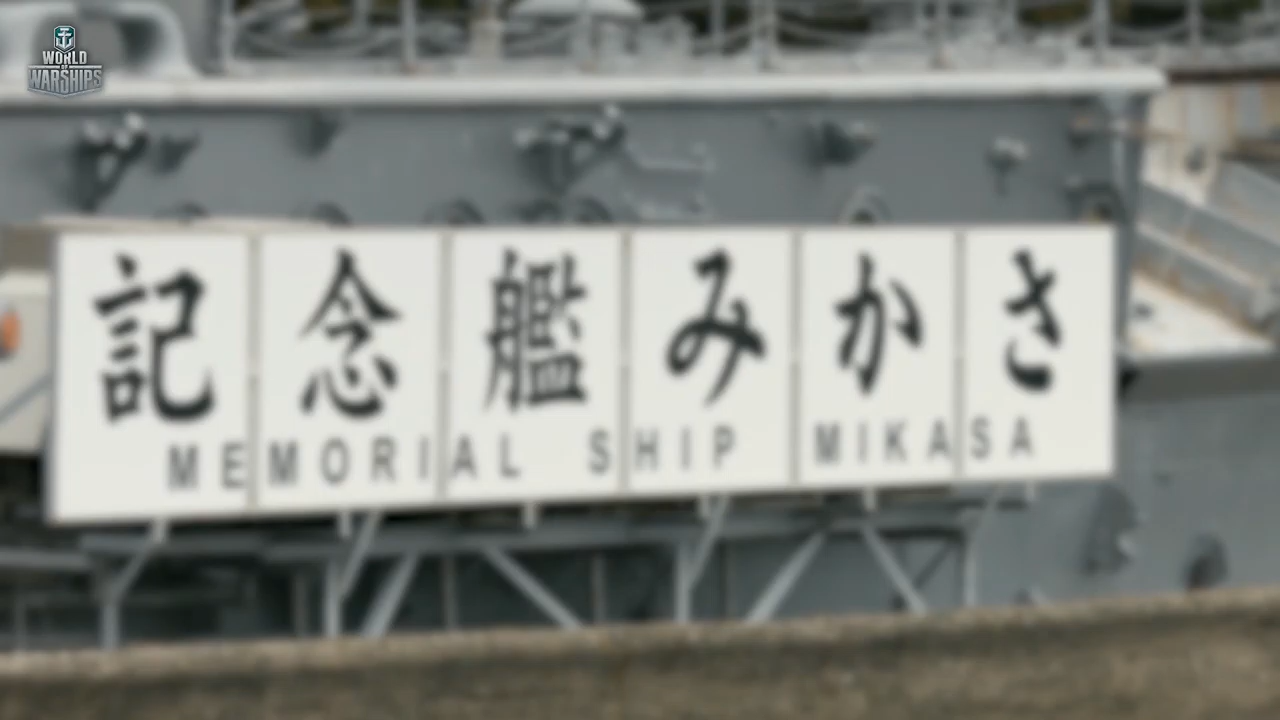 WORLD
OF
WARSHIPS
記念艦みかさ
MEMORIAL SHIP MIKASA